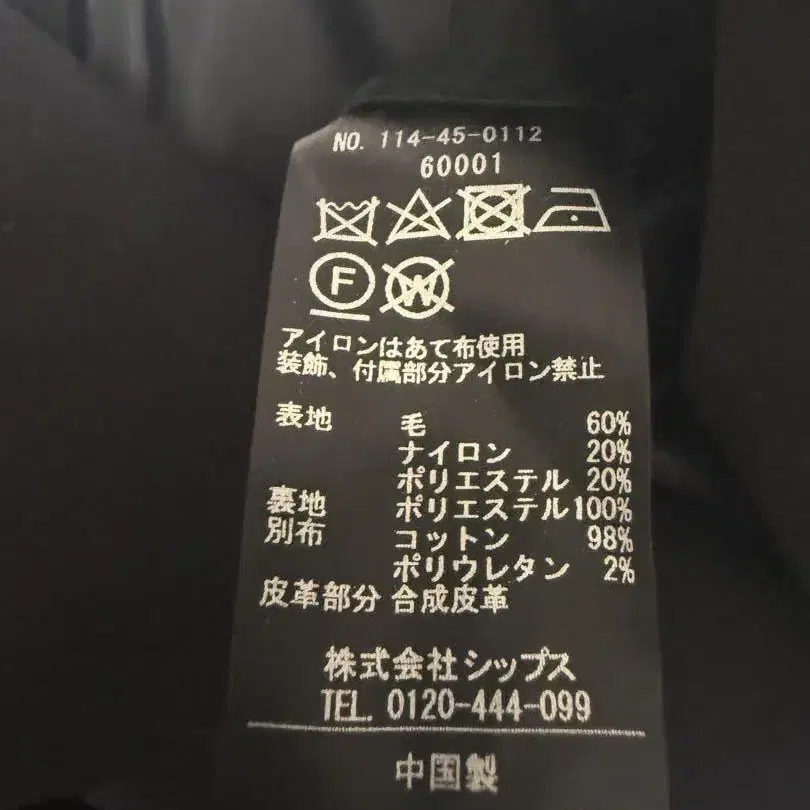 NO. 114-45-0112
60001
F W
アイロンはあて布使用
装飾、付属部分アイロン禁止
表地 毛 60%
ナイロン 20%
ポリエステル 20%
裏地 ポリエステル100%
別布 コットン 98%
ポリウレタン 2%
皮革部分 合成皮革
株式会社シップス
TEL. 0120-444-099
中国製